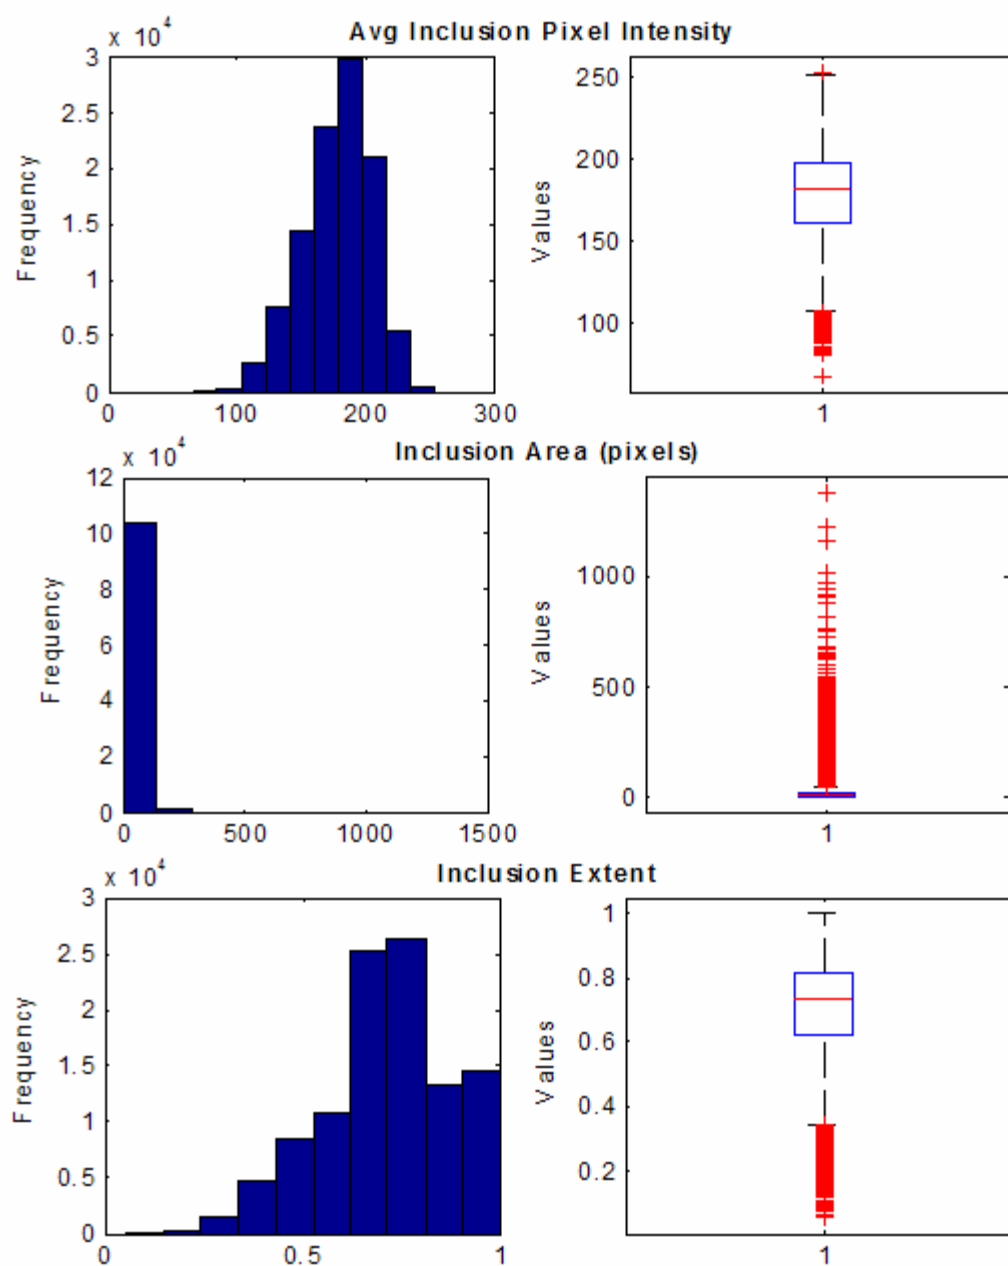 Avg Inclusion Pixel Intensity
x 10^4
3
2.5
2
1.5
1
0.5
0
Frequency
0 100 200 300
250
200
150
100
Values
1
Inclusion Area (pixels)
x 10^4
12
10
8
6
4
2
0
Frequency
0 500 1000 1500
1000
500
0
Values
1
Inclusion Extent
x 10^4
3
2.5
2
1.5
1
0.5
0
Frequency
0 0.5 1
1
0.8
0.6
0.4
0.2
Values
1